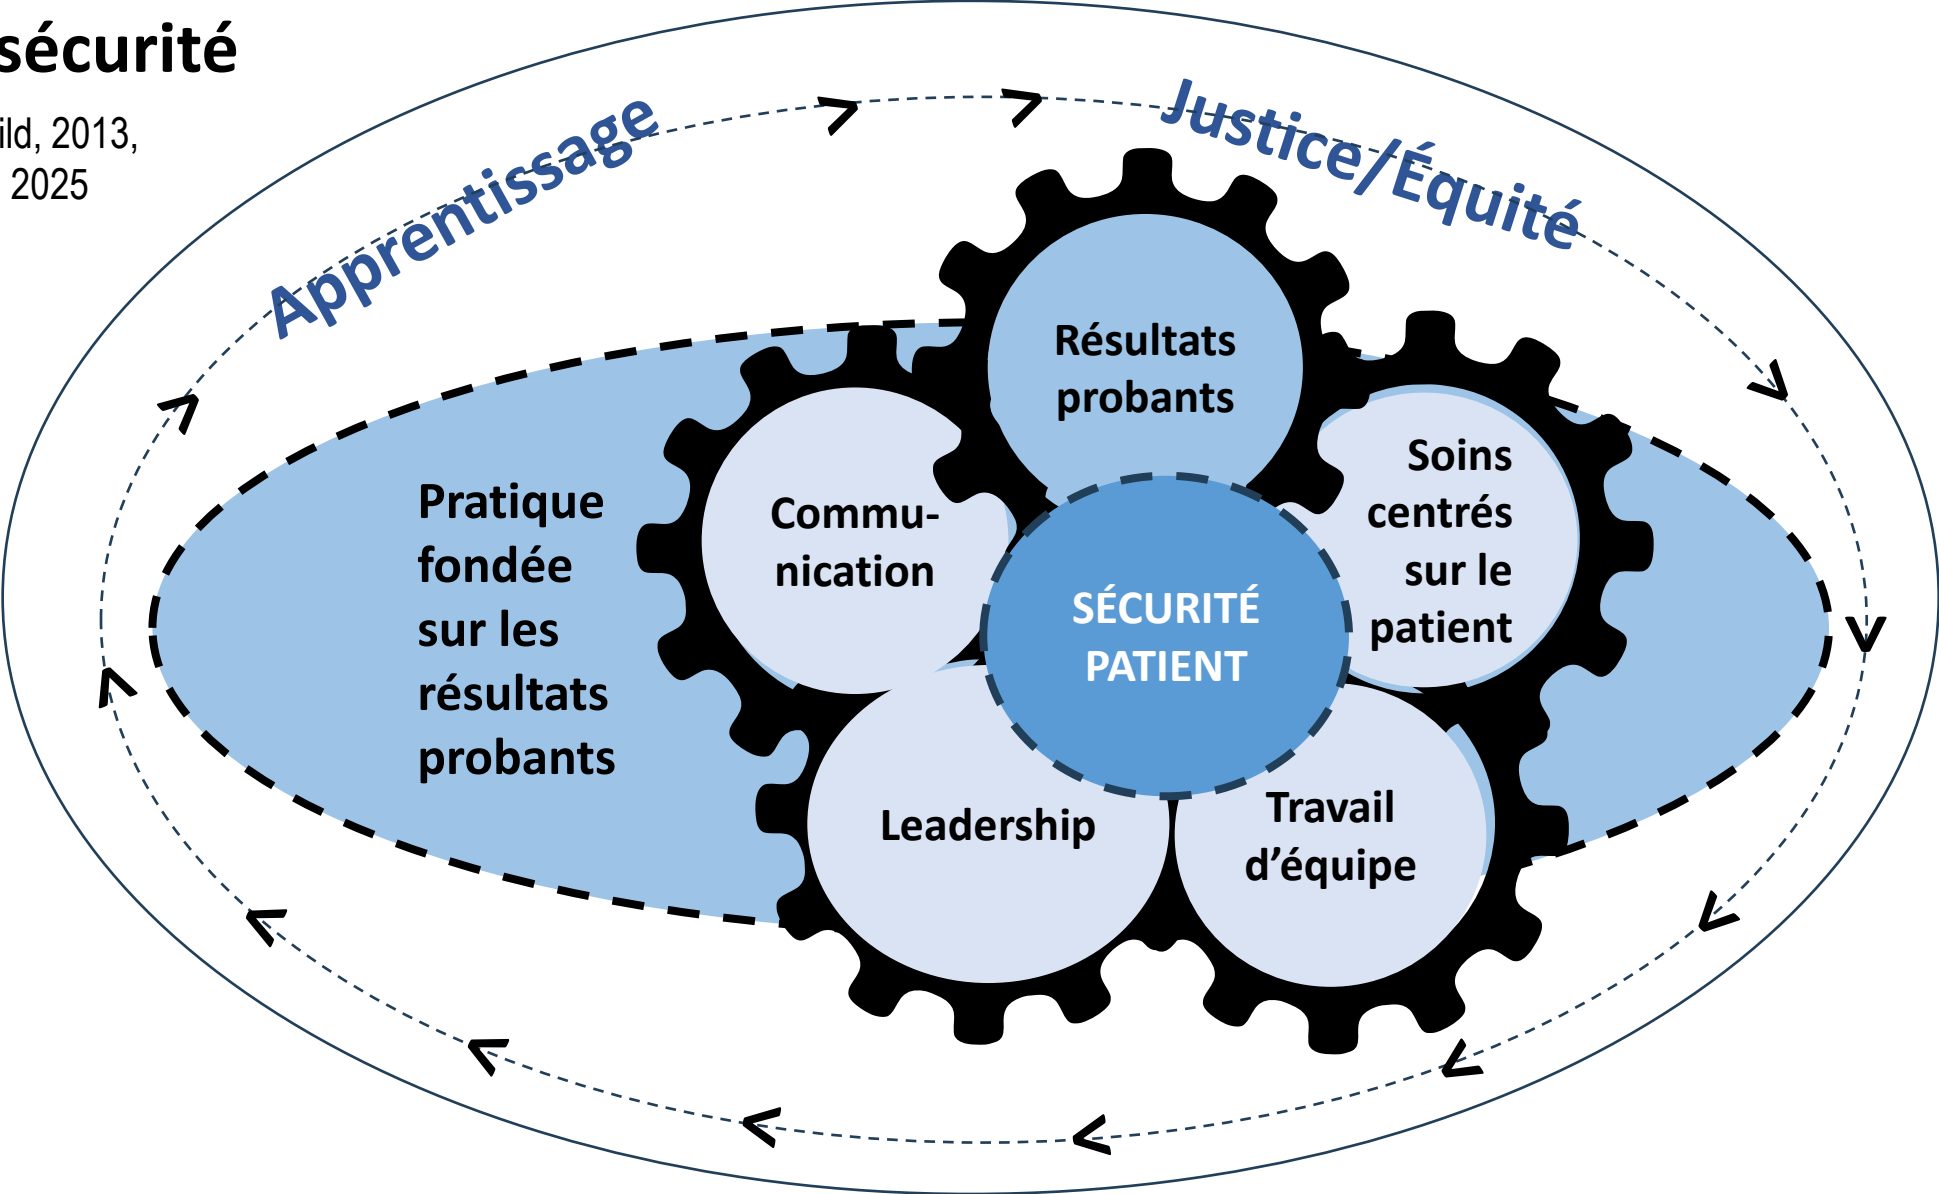 sécurité
ild, 2013,
2025
Apprentissage
Justice/Équité
Résultats
probants
Soins
centrés
sur le
patient
Commu-
nication
Pratique
fondée
sur les
résultats
probants
SÉCURITÉ
PATIENT
Leadership
Travail
d’équipe